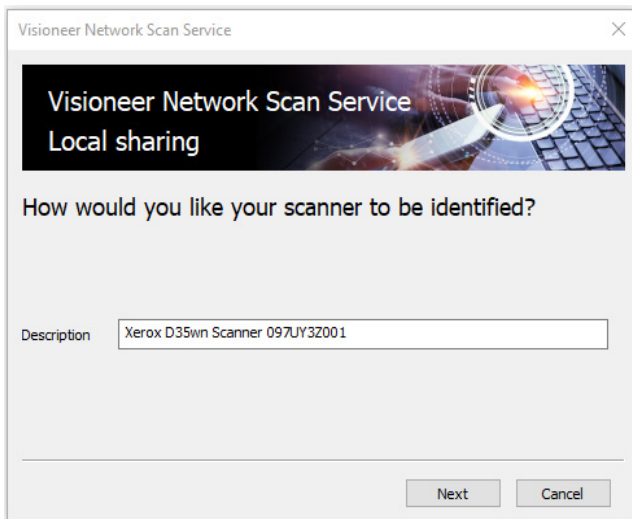 Visioneer Network Scan Service
Visioneer Network Scan Service
Local sharing
How would you like your scanner to be identified?
Description
Xerox D35wn Scanner 097UY3Z001
Next
Cancel